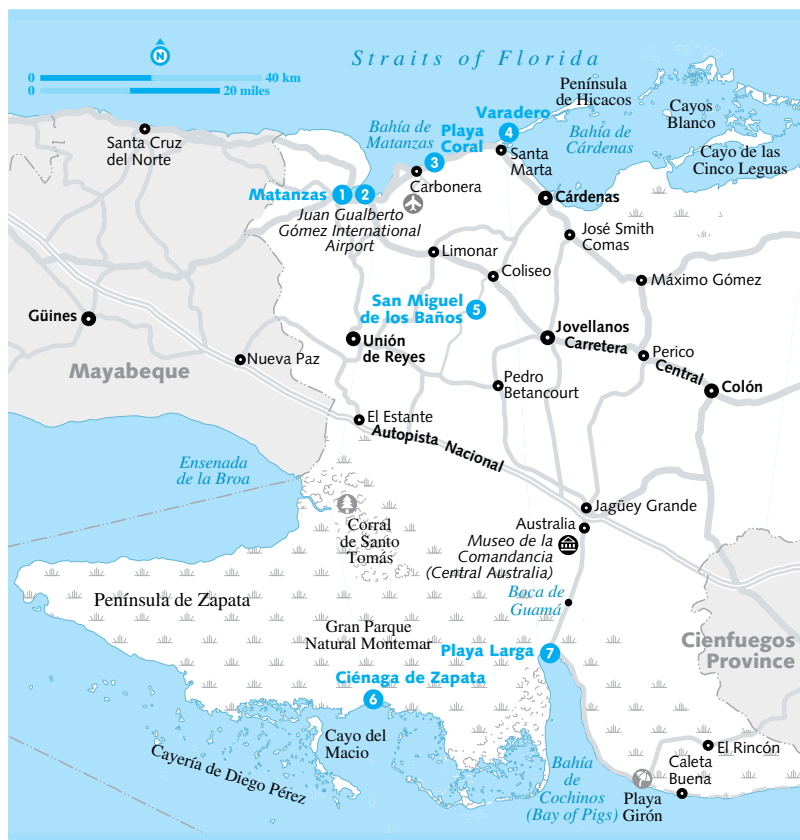 N
Straits of Florida
0
40 km
0
20 miles
Península
de Hicacos
Cayos
Blanco
Varadero
4
Bahía de
Matanzas
Playa
Coral
3
Bahía de
Cárdenas
Santa Cruz
del Norte
Santa
Marta
Cayo de las
Cinco Leguas
Matanzas
1
2
Carbonera
Cárdenas
Juan Gualberto
Gómez International
Airport
José Smith
Comas
Limonar
Coliseo
Máximo Gómez
San Miguel
de los Baños
5
Güines
Unión
de Reyes
Jovellanos
Carretera
Central
Perico
Nueva Paz
Mayabeque
Pedro
Betancourt
Colón
El Estante
Autopista Nacional
Ensenada
de la Broa
Corral
de Santo
Tomás
Jagüey Grande
Australia
Museo de la
Comandancia
(Central Australia)
Península de Zapata
Boca de
Guamá
Gran Parque
Natural Montemar
Playa Larga
7
Cienfuegos
Province
Ciénaga de Zapata
6
Cayo del
Macio
Cayería de Diego Pérez
El Rincón
Caleta
Buena
Bahía
de
Cochinos
(Bay of Pigs)
Playa
Girón